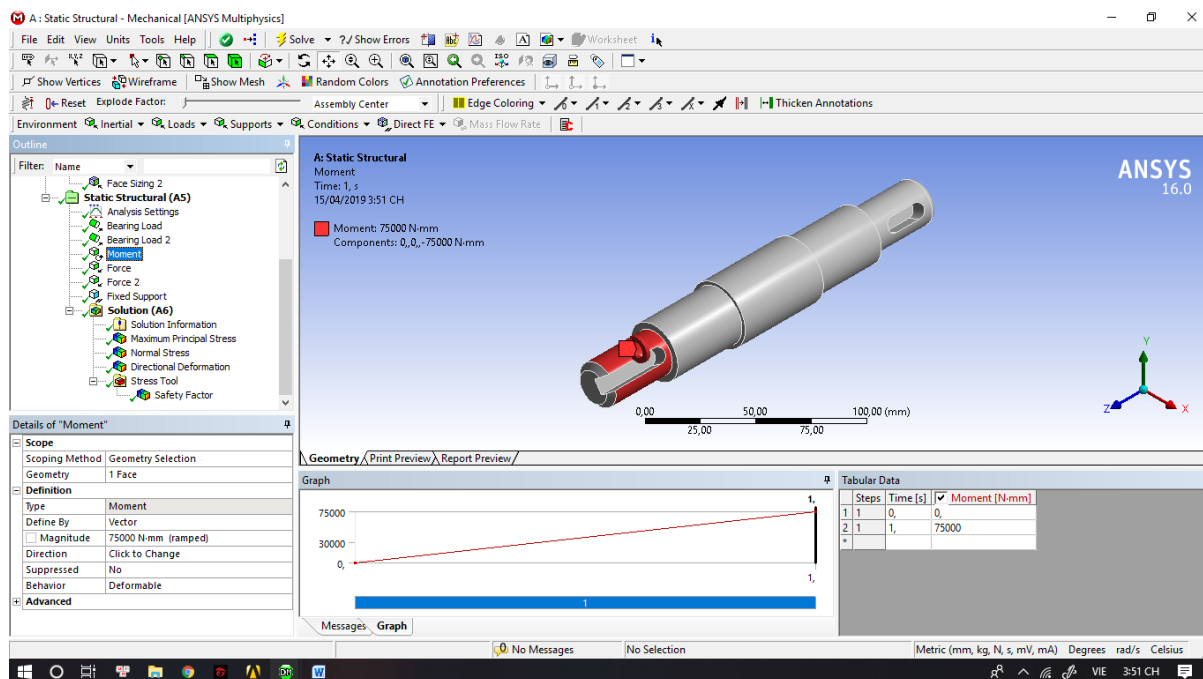 A : Static Structural - Mechanical [ANSYS Multiphysics]
File Edit View Units Tools Help Solve ?/ Show Errors Worksheet
Show Vertices Wireframe Show Mesh Random Colors Annotation Preferences
Reset Explode Factor: Assembly Center Edge Coloring Thicken Annotations
Environment Inertial Loads Supports Conditions Direct FE Mass Flow Rate
Outline
Filter: Name
Face Sizing 2
Static Structural (A5)
Analysis Settings
Bearing Load
Bearing Load 2
Moment
Force
Force 2
Fixed Support
Solution (A6)
Solution Information
Maximum Principal Stress
Normal Stress
Directional Deformation
Stress Tool
Safety Factor
Details of "Moment"
Scope
Scoping Method Geometry Selection
Geometry 1 Face
Definition
Type Moment
Define By Vector
Magnitude 75000 N·mm (ramped)
Direction Click to Change
Suppressed No
Behavior Deformable
Advanced
A: Static Structural
Moment
Time: 1, s
15/04/2019 3:51 CH
Moment: 75000 N·mm
Components: 0,,0,,-75000 N·mm
ANSYS
16.0
Y
Z X
0,00 50,00 100,00 (mm)
25,00 75,00
Geometry Print Preview Report Preview
Graph
1,
75000
30000
0,
1,
1
Messages Graph
Tabular Data
Steps Time [s] Moment [N·mm]
1 1 0, 0,
2 1 1, 75000
*
No Messages No Selection Metric (mm, kg, N, s, mV, mA) Degrees rad/s Celsius
VIE 3:51 CH